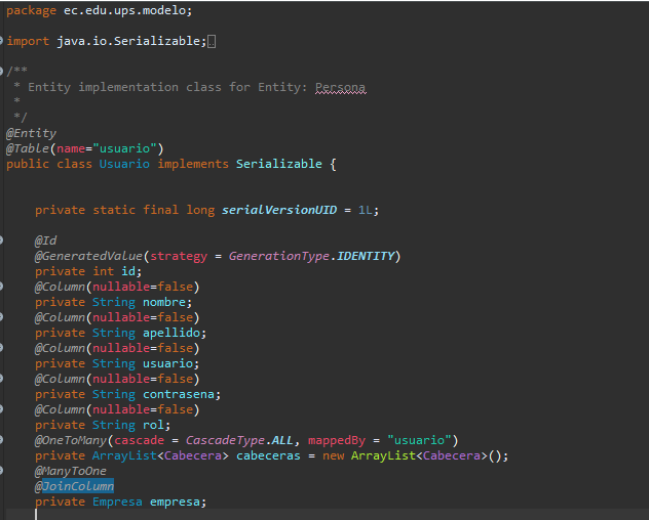 package ec.edu.ups.modelo;
import java.io.Serializable;
/**
* Entity implementation class for Entity: Persona
*
*/
@Entity
@Table(name="usuario")
public class Usuario implements Serializable {
private static final long serialVersionUID = 1L;
@Id
@GeneratedValue(strategy = GenerationType.IDENTITY)
private int id;
@Column(nullable=false)
private String nombre;
@Column(nullable=false)
private String apellido;
@Column(nullable=false)
private String usuario;
@Column(nullable=false)
private String contrasena;
@Column(nullable=false)
private String rol;
@OneToMany(cascade = CascadeType.ALL, mappedBy = "usuario")
private ArrayList<Cabecera> cabeceras = new ArrayList<Cabecera>();
@ManyToOne
@JoinColumn
private Empresa empresa;